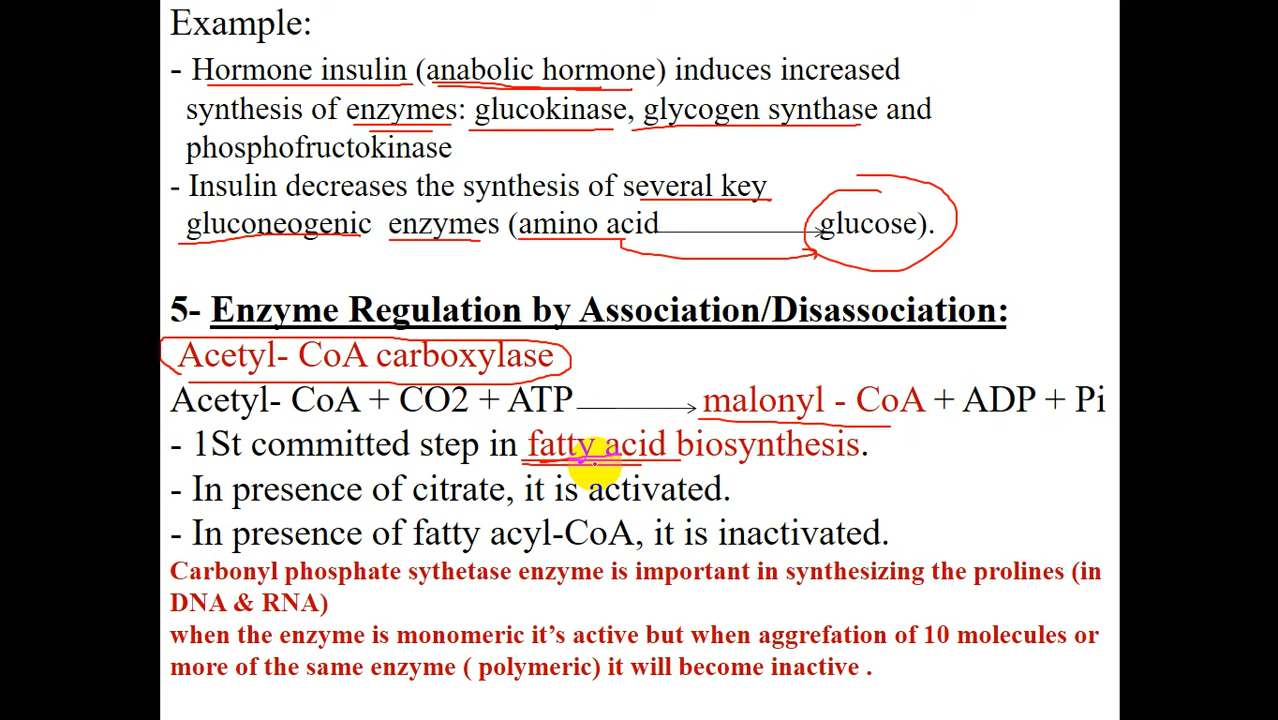 Example:
- Hormone insulin (anabolic hormone) induces increased
synthesis of enzymes: glucokinase, glycogen synthase and
phosphofructokinase
- Insulin decreases the synthesis of several key
gluconeogenic enzymes (amino acid glucose).
5- Enzyme Regulation by Association/Disassociation:
Acetyl- CoA carboxylase
Acetyl- CoA + CO2 + ATP malonyl - CoA + ADP + Pi
- 1St committed step in fatty acid biosynthesis.
- In presence of citrate, it is activated.
- In presence of fatty acyl-CoA, it is inactivated.
Carbonyl phosphate sythetase enzyme is important in synthesizing the prolines (in
DNA & RNA)
when the enzyme is monomeric it's active but when aggrefation of 10 molecules or
more of the same enzyme ( polymeric) it will become inactive .